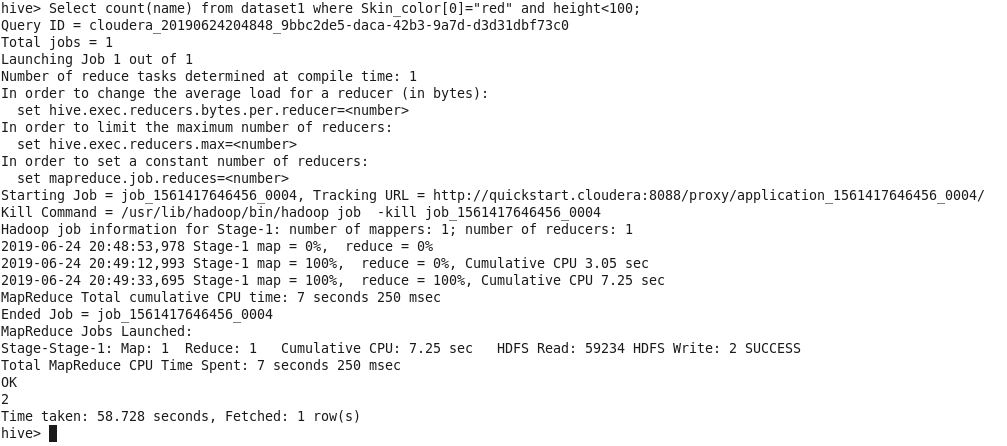 hive> Select count(name) from dataset1 where Skin_color[0]="red" and height<100;
Query ID = cloudera_20190624204848_9bbc2de5-daca-42b3-9a7d-d3d31dbf73c0
Total jobs = 1
Launching Job 1 out of 1
Number of reduce tasks determined at compile time: 1
In order to change the average load for a reducer (in bytes):
  set hive.exec.reducers.bytes.per.reducer=<number>
In order to limit the maximum number of reducers:
  set hive.exec.reducers.max=<number>
In order to set a constant number of reducers:
  set mapreduce.job.reduces=<number>
Starting Job = job_1561417646456_0004, Tracking URL = http://quickstart.cloudera:8088/proxy/application_1561417646456_0004/
Kill Command = /usr/lib/hadoop/bin/hadoop job  -kill job_1561417646456_0004
Hadoop job information for Stage-1: number of mappers: 1; number of reducers: 1
2019-06-24 20:48:53,978 Stage-1 map = 0%,  reduce = 0%
2019-06-24 20:49:12,993 Stage-1 map = 100%,  reduce = 0%, Cumulative CPU 3.05 sec
2019-06-24 20:49:33,695 Stage-1 map = 100%,  reduce = 100%, Cumulative CPU 7.25 sec
MapReduce Total cumulative CPU time: 7 seconds 250 msec
Ended Job = job_1561417646456_0004
MapReduce Jobs Launched:
Stage-Stage-1: Map: 1  Reduce: 1   Cumulative CPU: 7.25 sec   HDFS Read: 59234 HDFS Write: 2 SUCCESS
Total MapReduce CPU Time Spent: 7 seconds 250 msec
OK
2
Time taken: 58.728 seconds, Fetched: 1 row(s)
hive>